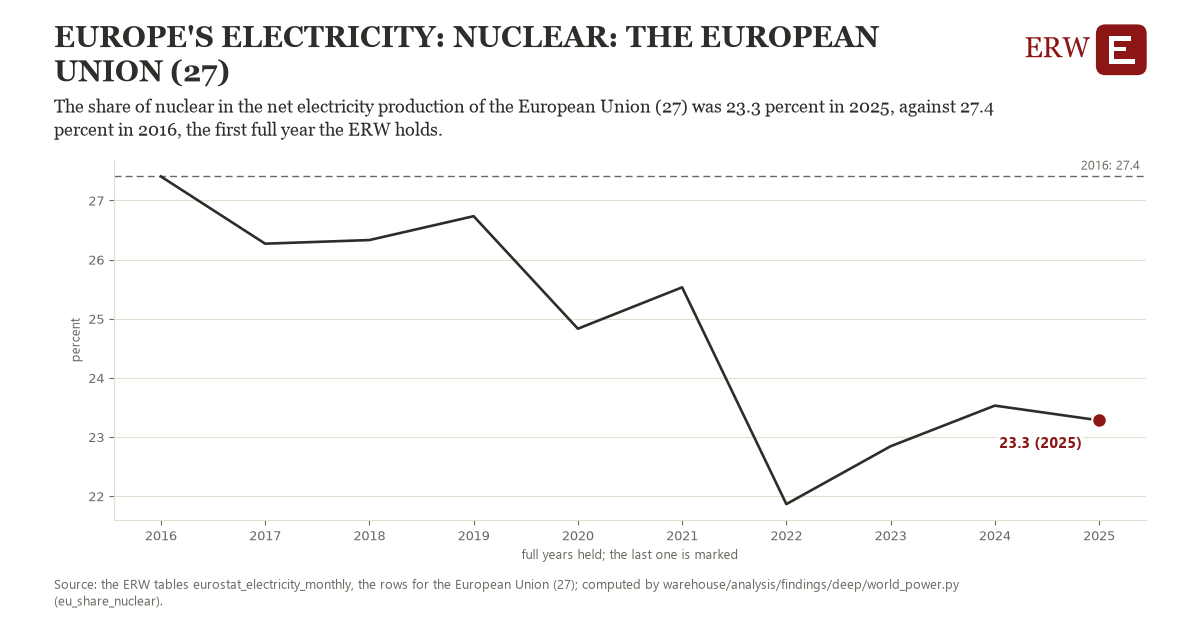 EUROPE'S ELECTRICITY: NUCLEAR: THE EUROPEAN
UNION (27)
ERW E
The share of nuclear in the net electricity production of the European Union (27) was 23.3 percent in 2025, against 27.4
percent in 2016, the first full year the ERW holds.
2016: 27.4
27
26
25
24
23
22
percent
23.3 (2025)
2016 2017 2018 2019 2020 2021 2022 2023 2024 2025
full years held; the last one is marked
Source: the ERW tables eurostat_electricity_monthly, the rows for the European Union (27); computed by warehouse/analysis/findings/deep/world_power.py
(eu_share_nuclear).